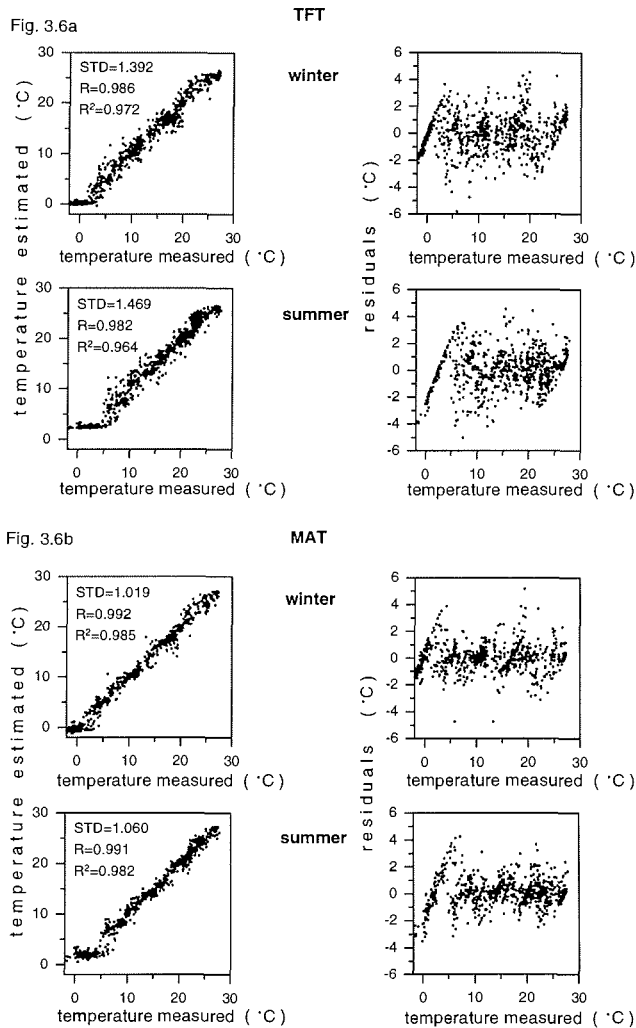 Fig. 3.6a
TFT
winter
STD=1.392
R=0.986
R²=0.972
30
20
10
0
0 10 20 30
temperature measured (°C)
6
4
2
0
-2
-4
-6
0 10 20 30
temperature measured (°C)
summer
STD=1.469
R=0.982
R²=0.964
30
20
10
0
0 10 20 30
temperature measured (°C)
6
4
2
0
-2
-4
-6
0 10 20 30
temperature measured (°C)
temperature estimated (°C)
residuals (°C)
Fig. 3.6b
MAT
winter
STD=1.019
R=0.992
R²=0.985
30
20
10
0
0 10 20 30
temperature measured (°C)
6
4
2
0
-2
-4
-6
0 10 20 30
temperature measured (°C)
summer
STD=1.060
R=0.991
R²=0.982
30
20
10
0
0 10 20 30
temperature measured (°C)
6
4
2
0
-2
-4
-6
0 10 20 30
temperature measured (°C)
temperature estimated (°C)
residuals (°C)